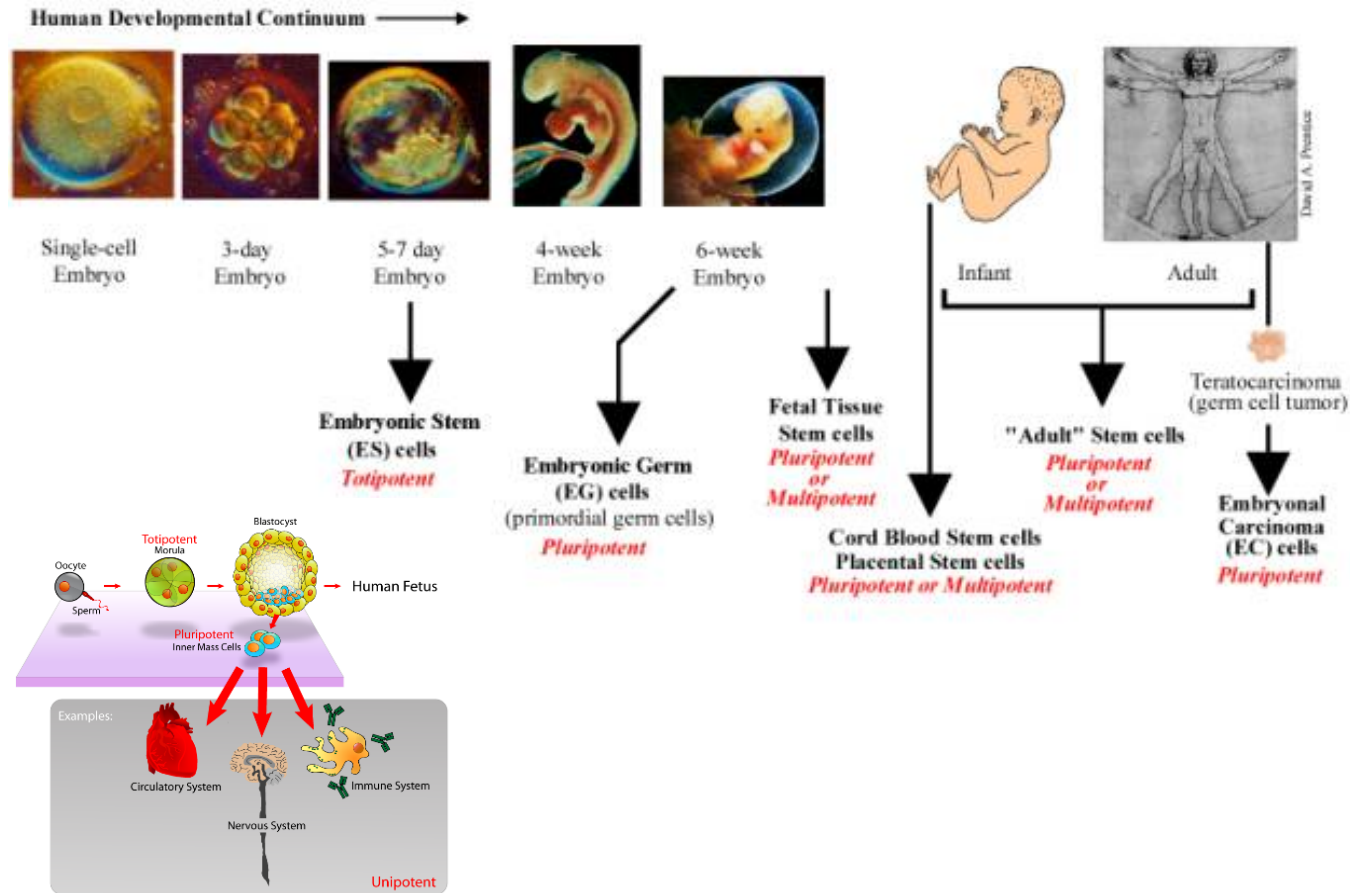 Human Developmental Continuum
Single-cell
Embryo
3-day
Embryo
5-7 day
Embryo
4-week
Embryo
6-week
Embryo
Infant
Adult
David A. Prentice
Embryonic Stem
(ES) cells
Totipotent
Embryonic Germ
(EG) cells
(primordial germ cells)
Pluripotent
Fetal Tissue
Stem cells
Pluripotent
or
Multipotent
Cord Blood Stem cells
Placental Stem cells
Pluripotent or Multipotent
"Adult" Stem cells
Pluripotent
or
Multipotent
Teratocarcinoma
(germ cell tumor)
Embryonal
Carcinoma
(EC) cells
Pluripotent
Oocyte
Sperm
Totipotent
Morula
Blastocyst
Human Fetus
Pluripotent
Inner Mass Cells
Examples:
Circulatory System
Nervous System
Immune System
Unipotent